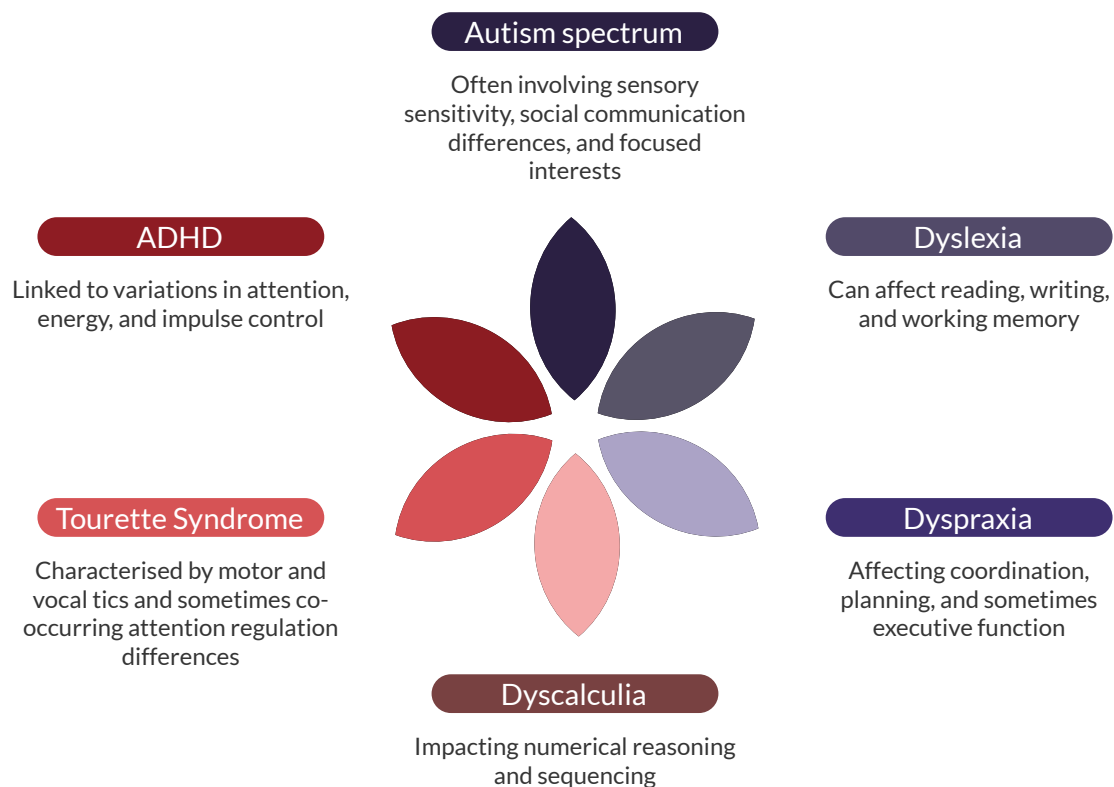 Autism spectrum
Often involving sensory
sensitivity, social communication
differences, and focused
interests
ADHD
Linked to variations in attention,
energy, and impulse control
Dyslexia
Can affect reading, writing,
and working memory
Tourette Syndrome
Characterised by motor and
vocal tics and sometimes co-
occurring attention regulation
differences
Dyspraxia
Affecting coordination,
planning, and sometimes
executive function
Dyscalculia
Impacting numerical reasoning
and sequencing